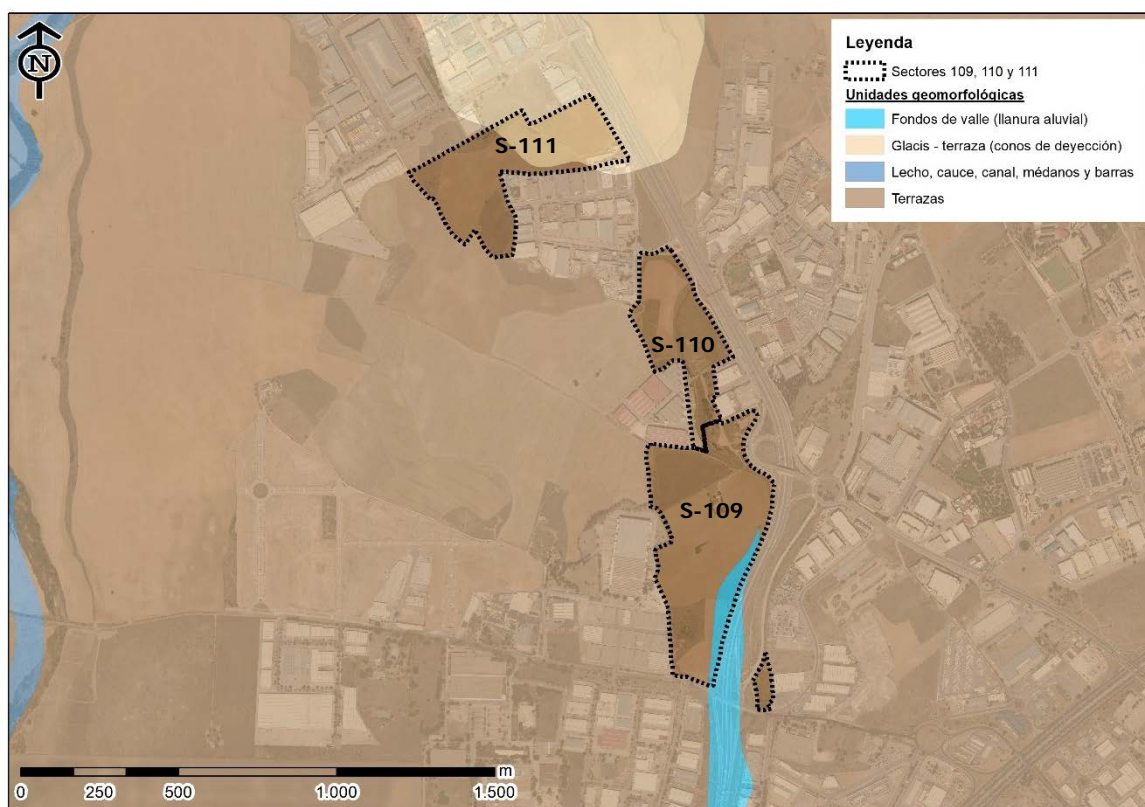 N
Leyenda
Sectores 109, 110 y 111
Unidades geomorfológicas
Fondos de valle (llanura aluvial)
Glacis - terraza (conos de deyección)
Lecho, cauce, canal, médanos y barras
Terrazas
S-111
S-110
S-109
m
0 250 500 1.000 1.500